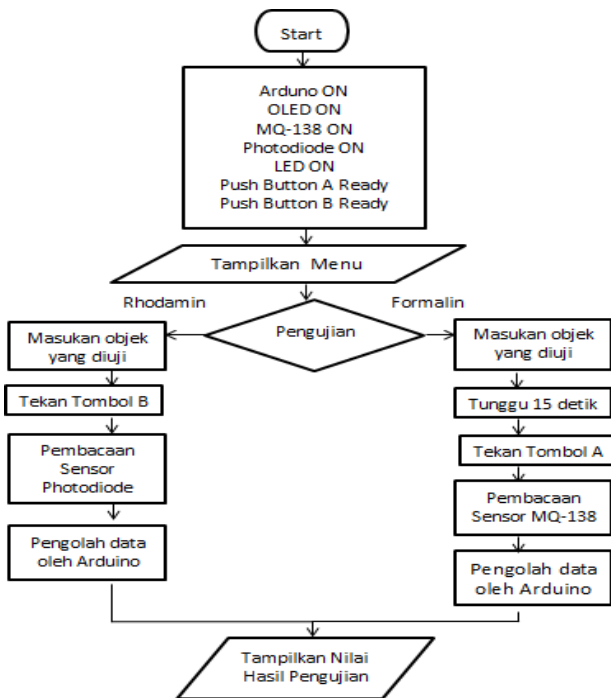 Start
Arduno ON
OLED ON
MQ-138 ON
Photodiode ON
LED ON
Push Button A Ready
Push Button B Ready
Tampilkan Menu
Rhodamin
Formalin
Pengujian
Masukan objek
yang diuji
Tekan Tombol B
Pembacaan
Sensor
Photodiode
Pengolah data
oleh Arduino
Masukan objek
yang diuji
Tunggu 15 detik
Tekan Tombol A
Pembacaan
Sensor MQ-138
Pengolah data
oleh Arduino
Tampilkan Nilai
Hasil Pengujian